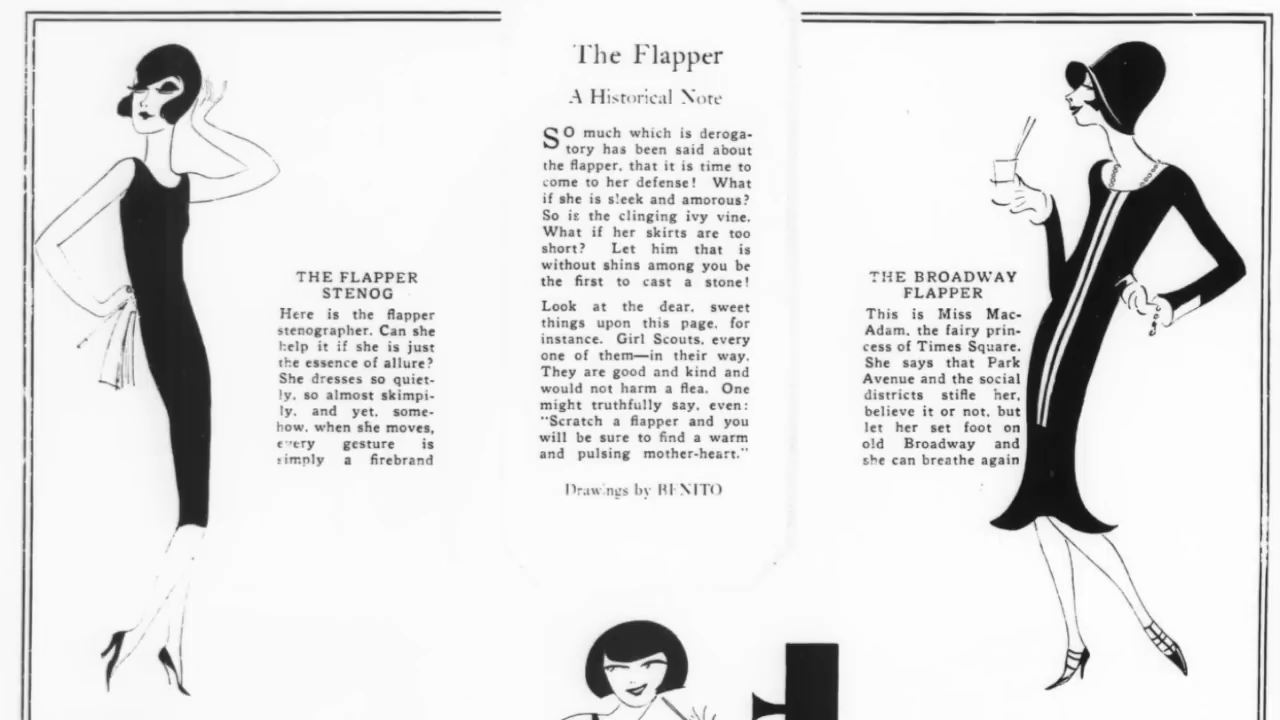 The Flapper
A Historical Note
SO much which is deroga-
tory has been said about
the flapper, that it is time to
come to her defense! What
if she is sleek and amorous?
So is the clinging ivy vine.
What if her skirts are too
short? Let him that is
without shins among you be
the first to cast a stone!
Look at the dear, sweet
things upon this page, for
instance. Girl Scouts, every
one of them—in their way.
They are good and kind and
would not harm a flea. One
might truthfully say, even:
"Scratch a flapper and you
will be sure to find a warm
and pulsing mother-heart."
Drawings by BENITO
THE FLAPPER
STENOG
Here is the flapper
stenographer. Can she
help it if she is just
the essence of allure?
She dresses so quiet-
ly, so almost skimpi-
ly, and yet, some-
how, when she moves,
every gesture is
simply a firebrand
THE BROADWAY
FLAPPER
This is Miss Mac-
Adam, the fairy prin-
cess of Times Square.
She says that Park
Avenue and the social
districts stifle her,
believe it or not, but
let her set foot on
old Broadway and
she can breathe again